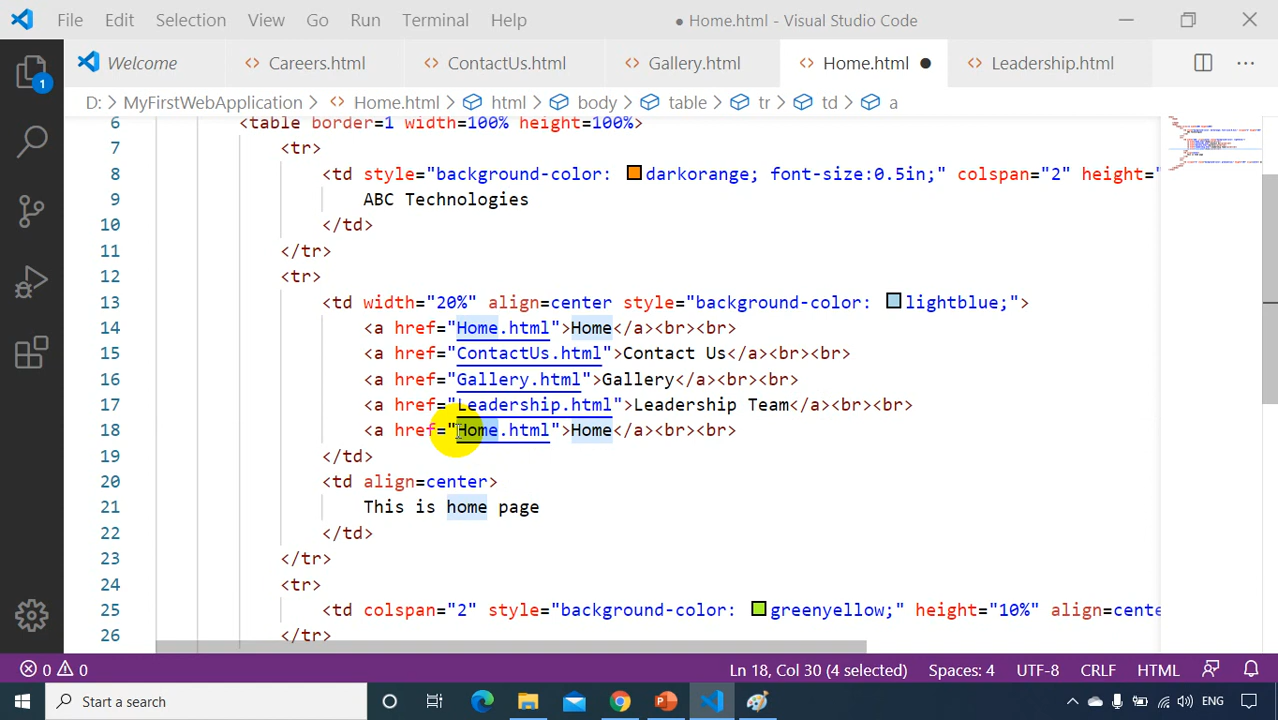 File Edit Selection View Go Run Terminal Help ● Home.html - Visual Studio Code
Welcome <> Careers.html <> ContactUs.html <> Gallery.html <> Home.html ● <> Leadership.html
D: > MyFirstWebApplication > <> Home.html > html > body > table > tr > td > a
6 <table border=1 width=100% height=100%>
7 <tr>
8 <td style="background-color: darkorange; font-size:0.5in;" colspan="2" height="
9 ABC Technologies
10 </td>
11 </tr>
12 <tr>
13 <td width="20%" align=center style="background-color: lightblue;">
14 <a href="Home.html">Home</a><br><br>
15 <a href="ContactUs.html">Contact Us</a><br><br>
16 <a href="Gallery.html">Gallery</a><br><br>
17 <a href="Leadership.html">Leadership Team</a><br><br>
18 <a href="Home.html">Home</a><br><br>
19 </td>
20 <td align=center>
21 This is home page
22 </td>
23 </tr>
24 <tr>
25 <td colspan="2" style="background-color: greenyellow;" height="10%" align=cente
26 </tr>
1
0 0 Ln 18, Col 30 (4 selected) Spaces: 4 UTF-8 CRLF HTML
Start a search ENG